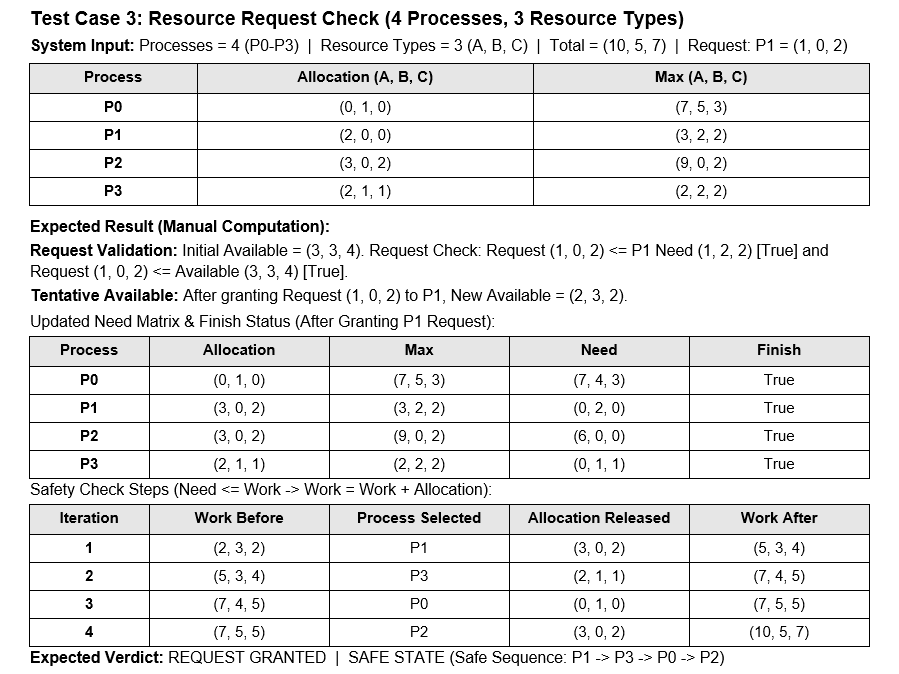 Test Case 3: Resource Request Check (4 Processes, 3 Resource Types)
System Input: Processes = 4 (P0-P3) | Resource Types = 3 (A, B, C) | Total = (10, 5, 7) | Request: P1 = (1, 0, 2)
Process Allocation (A, B, C) Max (A, B, C)
P0 (0, 1, 0) (7, 5, 3)
P1 (2, 0, 0) (3, 2, 2)
P2 (3, 0, 2) (9, 0, 2)
P3 (2, 1, 1) (2, 2, 2)
Expected Result (Manual Computation):
Request Validation: Initial Available = (3, 3, 4). Request Check: Request (1, 0, 2) <= P1 Need (1, 2, 2) [True] and
Request (1, 0, 2) <= Available (3, 3, 4) [True].
Tentative Available: After granting Request (1, 0, 2) to P1, New Available = (2, 3, 2).
Updated Need Matrix & Finish Status (After Granting P1 Request):
Process Allocation Max Need Finish
P0 (0, 1, 0) (7, 5, 3) (7, 4, 3) True
P1 (3, 0, 2) (3, 2, 2) (0, 2, 0) True
P2 (3, 0, 2) (9, 0, 2) (6, 0, 0) True
P3 (2, 1, 1) (2, 2, 2) (0, 1, 1) True
Safety Check Steps (Need <= Work -> Work = Work + Allocation):
Iteration Work Before Process Selected Allocation Released Work After
1 (2, 3, 2) P1 (3, 0, 2) (5, 3, 4)
2 (5, 3, 4) P3 (2, 1, 1) (7, 4, 5)
3 (7, 4, 5) P0 (0, 1, 0) (7, 5, 5)
4 (7, 5, 5) P2 (3, 0, 2) (10, 5, 7)
Expected Verdict: REQUEST GRANTED | SAFE STATE (Safe Sequence: P1 -> P3 -> P0 -> P2)